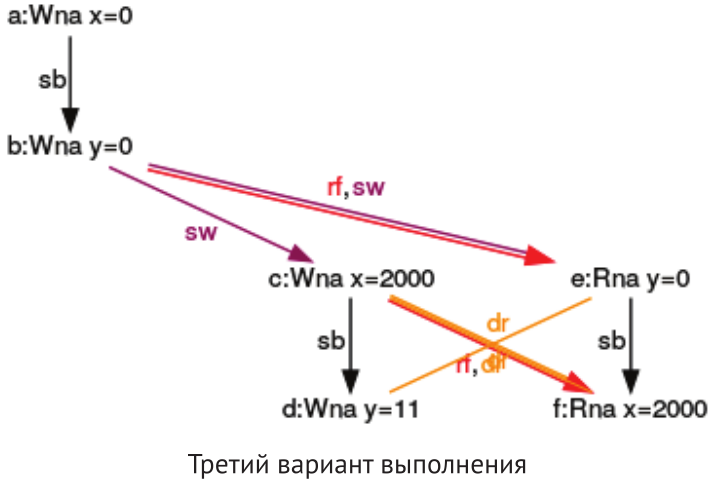 a:Wna x=0
sb
b:Wna y=0
rf,sw
sw
c:Wna x=2000
e:Rna y=0
dr
sb
sb
rf,dr
d:Wna y=11
f:Rna x=2000
Третий вариант выполнения